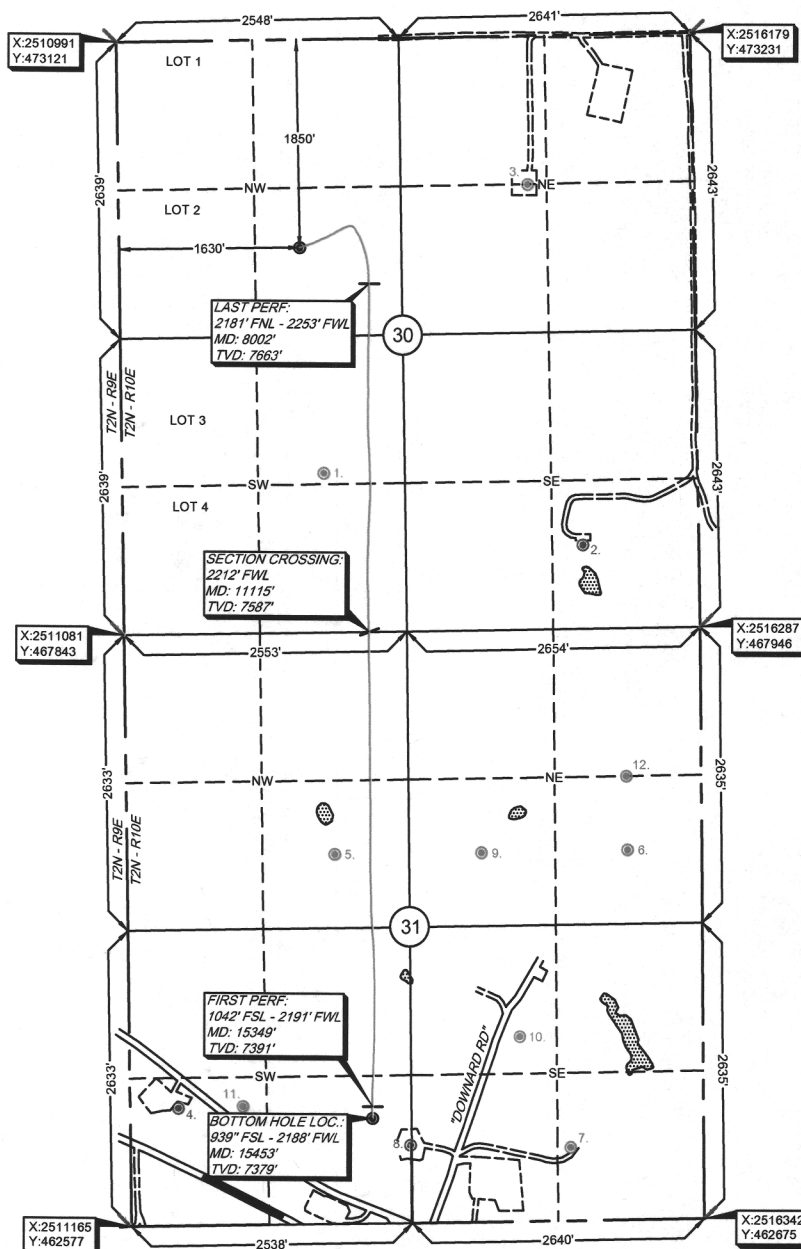 2548'
2641'
X:2510991
Y:473121
X:2516179
Y:473231
LOT 1
1850'
2639'
NW
3.
NE
2643'
LOT 2
1630'
LAST PERF:
2181' FNL - 2253' FWL
MD: 8002'
TVD: 7663'
30
T2N - R9E
T2N - R10E
LOT 3
1.
2639'
SW
SE
2643'
LOT 4
2.
SECTION CROSSING:
2212' FWL
MD: 11115'
TVD: 7587'
X:2511081
Y:467843
X:2516287
Y:467946
2553'
2654'
2633'
NW
NE
12.
2635'
T2N - R9E
T2N - R10E
5.
9.
6.
31
FIRST PERF:
1042' FSL - 2191' FWL
MD: 15349'
TVD: 7391'
"DOWNARD RD"
10.
2633'
SW
SE
2635'
4.
11.
BOTTOM HOLE LOC.:
939" FSL - 2188' FWL
MD: 15453'
TVD: 7379'
8.
7.
X:2511165
Y:462577
X:2516342
Y:462675
2538'
2640'